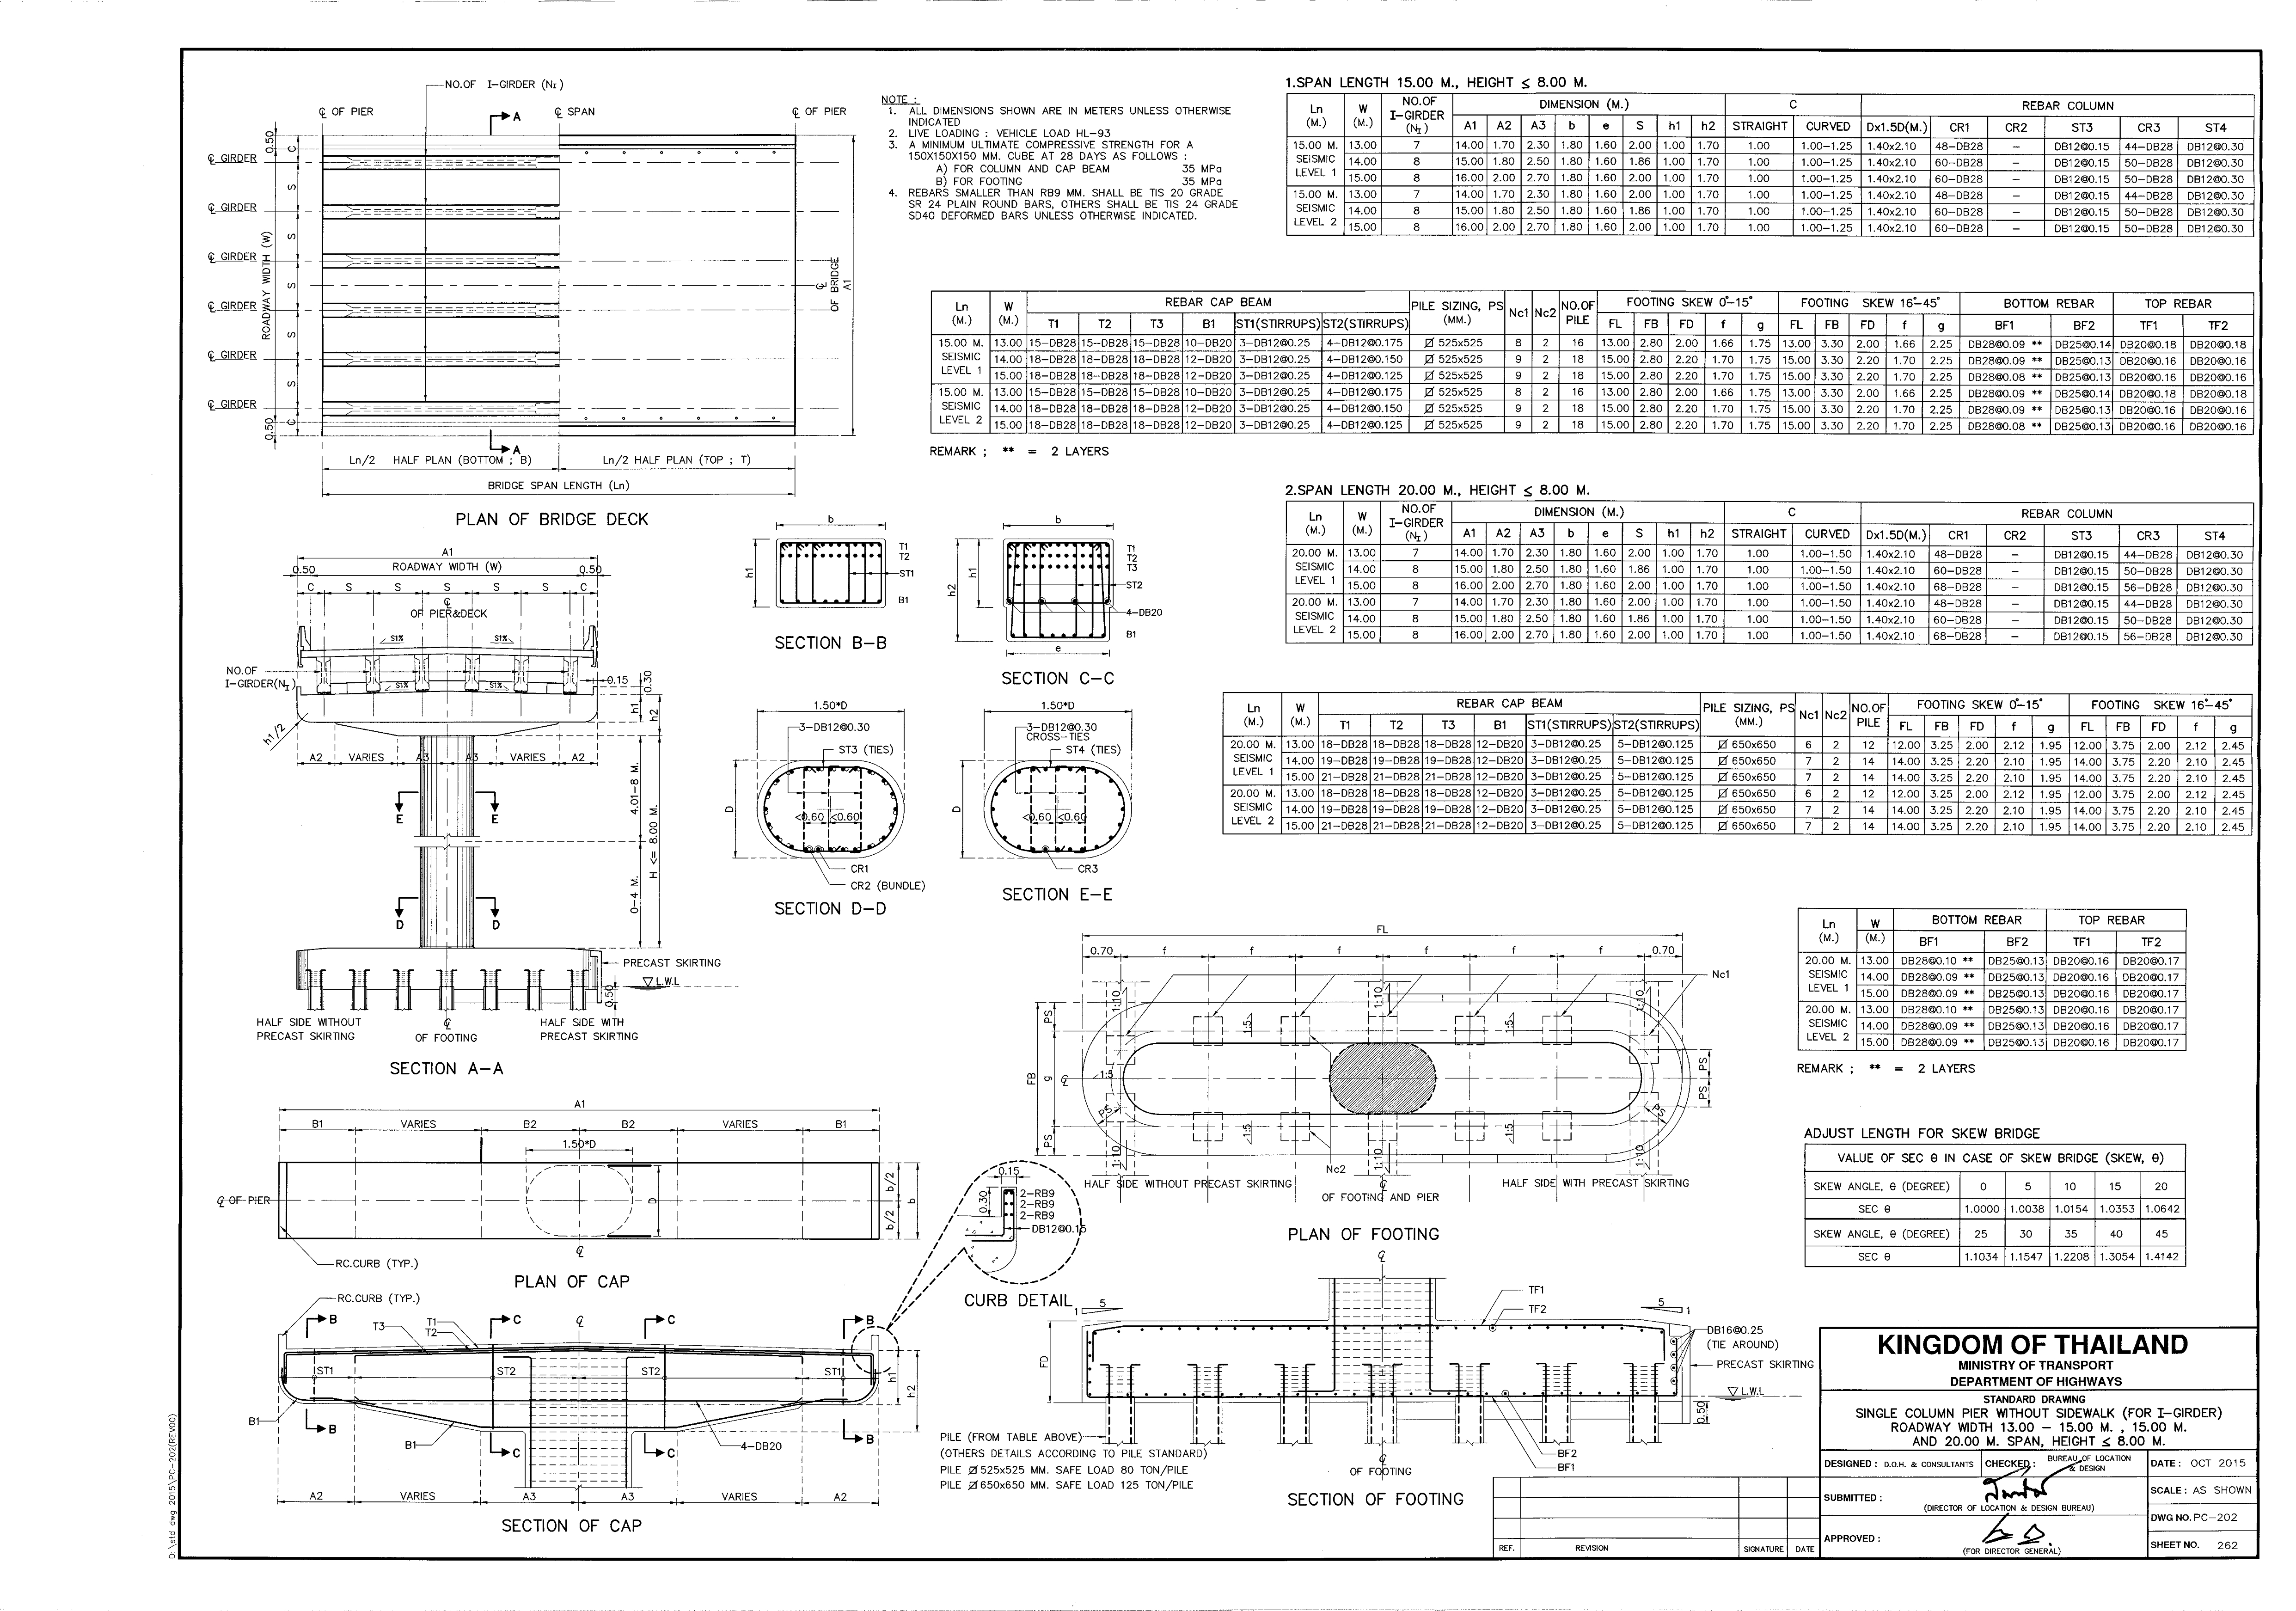 NO.OF I-GIRDER (NI)
℄ OF PIER
A
℄ SPAN
℄ OF PIER
0.50
C
℄ GIRDER
S
℄ GIRDER
S
℄ GIRDER
S
℄ GIRDER
S
℄ GIRDER
S
℄ GIRDER
C
0.50
ROADWAY WIDTH (W)
℄ OF BRIDGE
A1
A
Ln/2 HALF PLAN (BOTTOM ; B)
Ln/2 HALF PLAN (TOP ; T)
BRIDGE SPAN LENGTH (Ln)
PLAN OF BRIDGE DECK
NOTE :
1. ALL DIMENSIONS SHOWN ARE IN METERS UNLESS OTHERWISE
INDICATED
2. LIVE LOADING : VEHICLE LOAD HL-93
3. A MINIMUM ULTIMATE COMPRESSIVE STRENGTH FOR A
150X150X150 MM. CUBE AT 28 DAYS AS FOLLOWS :
A) FOR COLUMN AND CAP BEAM 35 MPa
B) FOR FOOTING 35 MPa
4. REBARS SMALLER THAN RB9 MM. SHALL BE TIS 20 GRADE
SR 24 PLAIN ROUND BARS, OTHERS SHALL BE TIS 24 GRADE
SD40 DEFORMED BARS UNLESS OTHERWISE INDICATED.
1.SPAN LENGTH 15.00 M., HEIGHT ≤ 8.00 M.
Ln (M.) W (M.) NO.OF I-GIRDER (NI) DIMENSION (M.) C REBAR COLUMN
A1 A2 A3 b e S h1 h2 STRAIGHT CURVED Dx1.5D(M.) CR1 CR2 ST3 CR3 ST4
15.00 M. SEISMIC LEVEL 1
13.00 7 14.00 1.70 2.30 1.80 1.60 2.00 1.00 1.70 1.00 1.00-1.25 1.40x2.10 48-DB28 - DB12@0.15 44-DB28 DB12@0.30
14.00 8 15.00 1.80 2.50 1.80 1.60 1.86 1.00 1.70 1.00 1.00-1.25 1.40x2.10 60-DB28 - DB12@0.15 50-DB28 DB12@0.30
15.00 8 16.00 2.00 2.70 1.80 1.60 2.00 1.00 1.70 1.00 1.00-1.25 1.40x2.10 60-DB28 - DB12@0.15 50-DB28 DB12@0.30
15.00 M. SEISMIC LEVEL 2
13.00 7 14.00 1.70 2.30 1.80 1.60 2.00 1.00 1.70 1.00 1.00-1.25 1.40x2.10 48-DB28 - DB12@0.15 44-DB28 DB12@0.30
14.00 8 15.00 1.80 2.50 1.80 1.60 1.86 1.00 1.70 1.00 1.00-1.25 1.40x2.10 60-DB28 - DB12@0.15 50-DB28 DB12@0.30
15.00 8 16.00 2.00 2.70 1.80 1.60 2.00 1.00 1.70 1.00 1.00-1.25 1.40x2.10 60-DB28 - DB12@0.15 50-DB28 DB12@0.30
Ln (M.) W (M.) REBAR CAP BEAM PILE SIZING, PS (MM.) Nc1 Nc2 NO.OF PILE FOOTING SKEW 0°-15° FOOTING SKEW 16°-45° BOTTOM REBAR TOP REBAR
T1 T2 T3 B1 ST1(STIRRUPS) ST2(STIRRUPS) FL FB FD f g FL FB FD f g BF1 BF2 TF1 TF2
15.00 M. SEISMIC LEVEL 1
13.00 15-DB28 15-DB28 15-DB28 10-DB20 3-DB12@0.25 4-DB12@0.175 525x525 8 2 16 13.00 2.80 2.00 1.66 1.75 13.00 3.30 2.00 1.66 2.25 DB28@0.09 ** DB25@0.14 DB20@0.18 DB20@0.18
14.00 18-DB28 18-DB28 18-DB28 12-DB20 3-DB12@0.25 4-DB12@0.150 525x525 9 2 18 15.00 2.80 2.20 1.70 1.75 15.00 3.30 2.20 1.70 2.25 DB28@0.09 ** DB25@0.13 DB20@0.16 DB20@0.16
15.00 18-DB28 18-DB28 18-DB28 12-DB20 3-DB12@0.25 4-DB12@0.125 525x525 9 2 18 15.00 2.80 2.20 1.70 1.75 15.00 3.30 2.20 1.70 2.25 DB28@0.08 ** DB25@0.13 DB20@0.16 DB20@0.16
15.00 M. SEISMIC LEVEL 2
13.00 15-DB28 15-DB28 15-DB28 10-DB20 3-DB12@0.25 4-DB12@0.175 525x525 8 2 16 13.00 2.80 2.00 1.66 1.75 13.00 3.30 2.00 1.66 2.25 DB28@0.09 ** DB25@0.14 DB20@0.18 DB20@0.18
14.00 18-DB28 18-DB28 18-DB28 12-DB20 3-DB12@0.25 4-DB12@0.150 525x525 9 2 18 15.00 2.80 2.20 1.70 1.75 15.00 3.30 2.20 1.70 2.25 DB28@0.09 ** DB25@0.13 DB20@0.16 DB20@0.16
15.00 18-DB28 18-DB28 18-DB28 12-DB20 3-DB12@0.25 4-DB12@0.125 525x525 9 2 18 15.00 2.80 2.20 1.70 1.75 15.00 3.30 2.20 1.70 2.25 DB28@0.08 ** DB25@0.13 DB20@0.16 DB20@0.16
REMARK ; ** = 2 LAYERS
2.SPAN LENGTH 20.00 M., HEIGHT ≤ 8.00 M.
Ln (M.) W (M.) NO.OF I-GIRDER (NI) DIMENSION (M.) C REBAR COLUMN
A1 A2 A3 b e S h1 h2 STRAIGHT CURVED Dx1.5D(M.) CR1 CR2 ST3 CR3 ST4
20.00 M. SEISMIC LEVEL 1
13.00 7 14.00 1.70 2.30 1.80 1.60 2.00 1.00 1.70 1.00 1.00-1.50 1.40x2.10 48-DB28 - DB12@0.15 44-DB28 DB12@0.30
14.00 8 15.00 1.80 2.50 1.80 1.60 1.86 1.00 1.70 1.00 1.00-1.50 1.40x2.10 60-DB28 - DB12@0.15 50-DB28 DB12@0.30
15.00 8 16.00 2.00 2.70 1.80 1.60 2.00 1.00 1.70 1.00 1.00-1.50 1.40x2.10 68-DB28 - DB12@0.15 56-DB28 DB12@0.30
20.00 M. SEISMIC LEVEL 2
13.00 7 14.00 1.70 2.30 1.80 1.60 2.00 1.00 1.70 1.00 1.00-1.50 1.40x2.10 48-DB28 - DB12@0.15 44-DB28 DB12@0.30
14.00 8 15.00 1.80 2.50 1.80 1.60 1.86 1.00 1.70 1.00 1.00-1.50 1.40x2.10 60-DB28 - DB12@0.15 50-DB28 DB12@0.30
15.00 8 16.00 2.00 2.70 1.80 1.60 2.00 1.00 1.70 1.00 1.00-1.50 1.40x2.10 68-DB28 - DB12@0.15 56-DB28 DB12@0.30
Ln (M.) W (M.) REBAR CAP BEAM PILE SIZING, PS (MM.) Nc1 Nc2 NO.OF PILE FOOTING SKEW 0°-15° FOOTING SKEW 16°-45°
T1 T2 T3 B1 ST1(STIRRUPS) ST2(STIRRUPS) FL FB FD f g FL FB FD f g
20.00 M. SEISMIC LEVEL 1
13.00 18-DB28 18-DB28 18-DB28 12-DB20 3-DB12@0.25 5-DB12@0.125 650x650 6 2 12 12.00 3.25 2.00 2.12 1.95 12.00 3.75 2.00 2.12 2.45
14.00 19-DB28 19-DB28 19-DB28 12-DB20 3-DB12@0.25 5-DB12@0.125 650x650 7 2 14 14.00 3.25 2.20 2.10 1.95 14.00 3.75 2.20 2.10 2.45
15.00 21-DB28 21-DB28 21-DB28 12-DB20 3-DB12@0.25 5-DB12@0.125 650x650 7 2 14 14.00 3.25 2.20 2.10 1.95 14.00 3.75 2.20 2.10 2.45
20.00 M. SEISMIC LEVEL 2
13.00 18-DB28 18-DB28 18-DB28 12-DB20 3-DB12@0.25 5-DB12@0.125 650x650 6 2 12 12.00 3.25 2.00 2.12 1.95 12.00 3.75 2.00 2.12 2.45
14.00 19-DB28 19-DB28 19-DB28 12-DB20 3-DB12@0.25 5-DB12@0.125 650x650 7 2 14 14.00 3.25 2.20 2.10 1.95 14.00 3.75 2.20 2.10 2.45
15.00 21-DB28 21-DB28 21-DB28 12-DB20 3-DB12@0.25 5-DB12@0.125 650x650 7 2 14 14.00 3.25 2.20 2.10 1.95 14.00 3.75 2.20 2.10 2.45
A1
0.50 ROADWAY WIDTH (W) 0.50
C S S S S S C
℄
OF PIER&DECK
S1% S1%
NO.OF
I-GIRDER(NI)
S1% S1%
0.15
0.30
h1
h2
h1/2
A2 VARIES A3 A3 VARIES A2
E E
4.01-8 M.
H <= 8.00 M.
0-4 M.
D D
PRECAST SKIRTING
L.W.L
0.50
HALF SIDE WITHOUT
PRECAST SKIRTING
℄
OF FOOTING
HALF SIDE WITH
PRECAST SKIRTING
SECTION A-A
b
h1
T1
T2
ST1
B1
SECTION B-B
b
h1
h2
T1
T2
T3
ST2
4-DB20
B1
e
SECTION C-C
1.50*D
3-DB12@0.30
ST3 (TIES)
D
<0.60 <0.60
CR1
CR2 (BUNDLE)
SECTION D-D
1.50*D
3-DB12@0.30
CROSS-TIES
ST4 (TIES)
D
<0.60 <0.60
CR3
SECTION E-E
Ln (M.) W (M.) BOTTOM REBAR TOP REBAR
BF1 BF2 TF1 TF2
20.00 M. SEISMIC LEVEL 1
13.00 DB28@0.10 ** DB25@0.13 DB20@0.16 DB20@0.17
14.00 DB28@0.09 ** DB25@0.13 DB20@0.16 DB20@0.17
15.00 DB28@0.09 ** DB25@0.13 DB20@0.16 DB20@0.17
20.00 M. SEISMIC LEVEL 2
13.00 DB28@0.10 ** DB25@0.13 DB20@0.16 DB20@0.17
14.00 DB28@0.09 ** DB25@0.13 DB20@0.16 DB20@0.17
15.00 DB28@0.09 ** DB25@0.13 DB20@0.16 DB20@0.17
REMARK ; ** = 2 LAYERS
FL
0.70 f f f f f f 0.70
Nc1
1:10 1:10 1:10
PS
1:5 1:5
FB
g
℄
1:5
PS
PS
PS PS
PS
1:5 1:5
1:10 1:10 1:10
Nc2
HALF SIDE WITHOUT PRECAST SKIRTING
℄
OF FOOTING AND PIER
HALF SIDE WITH PRECAST SKIRTING
PLAN OF FOOTING
ADJUST LENGTH FOR SKEW BRIDGE
VALUE OF SEC θ IN CASE OF SKEW BRIDGE (SKEW, θ)
SKEW ANGLE, θ (DEGREE) 0 5 10 15 20
SEC θ 1.0000 1.0038 1.0154 1.0353 1.0642
SKEW ANGLE, θ (DEGREE) 25 30 35 40 45
SEC θ 1.1034 1.1547 1.2208 1.3054 1.4142
A1
B1 VARIES B2 B2 VARIES B1
1.50*D
℄ OF PIER
D
b/2
b/2
b
℄
RC.CURB (TYP.)
PLAN OF CAP
0.15
0.30
2-RB9
2-RB9
2-RB9
DB12@0.15
CURB DETAIL
RC.CURB (TYP.)
B C ℄ C B
T3 T1
T2
ST1 ST2 ST2 ST1
h1
h2
B1
B
B1
C C
4-DB20
B
A2 VARIES A3 A3 VARIES A2
SECTION OF CAP
℄
1 5
TF1
TF2
5 1
DB16@0.25
(TIE AROUND)
FD
PRECAST SKIRTING
L.W.L
0.50
PILE (FROM TABLE ABOVE)
(OTHERS DETAILS ACCORDING TO PILE STANDARD)
PILE 525x525 MM. SAFE LOAD 80 TON/PILE
PILE 650x650 MM. SAFE LOAD 125 TON/PILE
BF2
BF1
℄
OF FOOTING
SECTION OF FOOTING
REF. REVISION SIGNATURE DATE
KINGDOM OF THAILAND
MINISTRY OF TRANSPORT
DEPARTMENT OF HIGHWAYS
STANDARD DRAWING
SINGLE COLUMN PIER WITHOUT SIDEWALK (FOR I-GIRDER)
ROADWAY WIDTH 13.00 - 15.00 M. , 15.00 M.
AND 20.00 M. SPAN, HEIGHT ≤ 8.00 M.
DESIGNED : D.O.H. & CONSULTANTS
CHECKED : BUREAU OF LOCATION & DESIGN
DATE : OCT 2015
SUBMITTED :
(DIRECTOR OF LOCATION & DESIGN BUREAU)
SCALE : AS SHOWN
DWG NO. PC-202
APPROVED :
(FOR DIRECTOR GENERAL)
SHEET NO. 262
D:\std dwg 2015\PC-202(REV00)